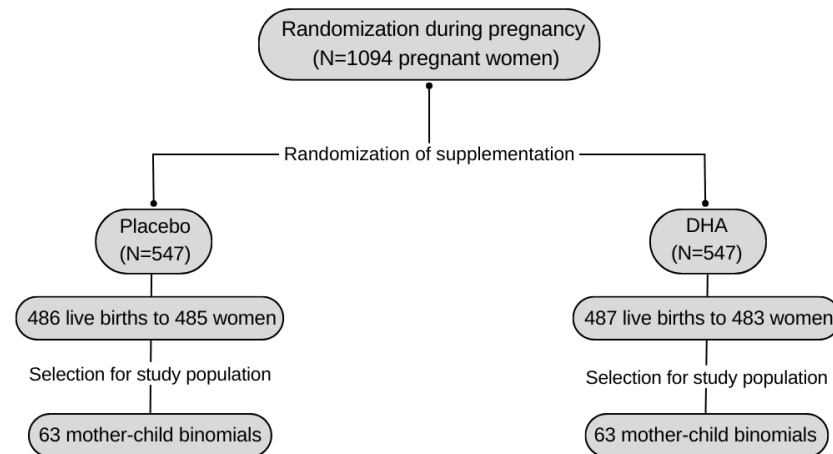 Randomization during pregnancy
(N=1094 pregnant women)
Randomization of supplementation
Placebo
(N=547)
DHA
(N=547)
486 live births to 485 women
487 live births to 483 women
Selection for study population
Selection for study population
63 mother-child binomials
63 mother-child binomials